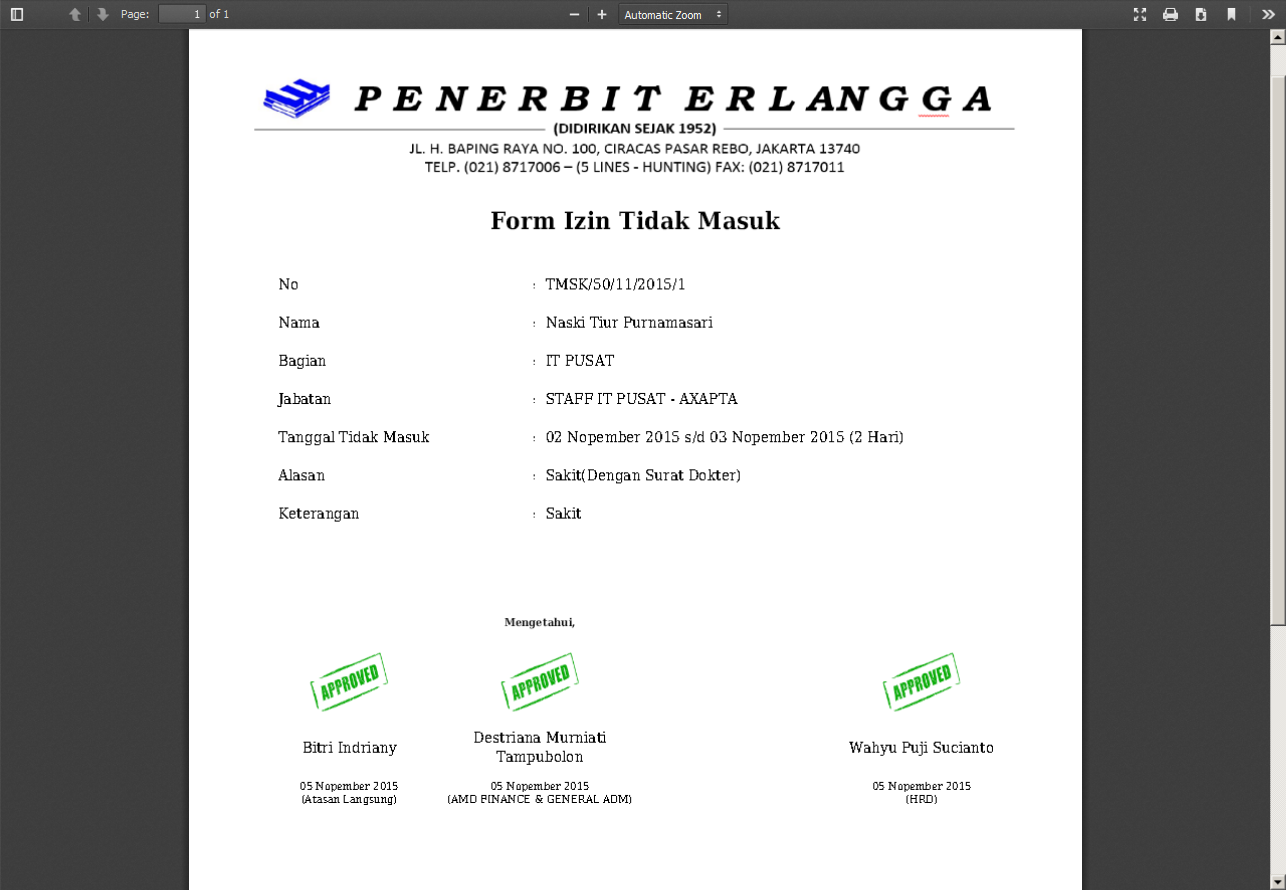 Page: 1 of 1 Automatic Zoom
PENERBIT ERLANGGA
(DIDIRIKAN SEJAK 1952)
JL. H. BAPING RAYA NO. 100, CIRACAS PASAR REBO, JAKARTA 13740
TELP. (021) 8717006 – (5 LINES - HUNTING) FAX: (021) 8717011
Form Izin Tidak Masuk
No : TMSK/50/11/2015/1
Nama : Naski Tiur Purnamasari
Bagian : IT PUSAT
Jabatan : STAFF IT PUSAT - AXAPTA
Tanggal Tidak Masuk : 02 Nopember 2015 s/d 03 Nopember 2015 (2 Hari)
Alasan : Sakit(Dengan Surat Dokter)
Keterangan : Sakit
Mengetahui,
APPROVED APPROVED APPROVED
Bitri Indriany Destriana Murniati Wahyu Puji Sucianto
Tampubolon
05 Nopember 2015 05 Nopember 2015 05 Nopember 2015
(Atasan Langsung) (AMD FINANCE & GENERAL ADM) (HRD)